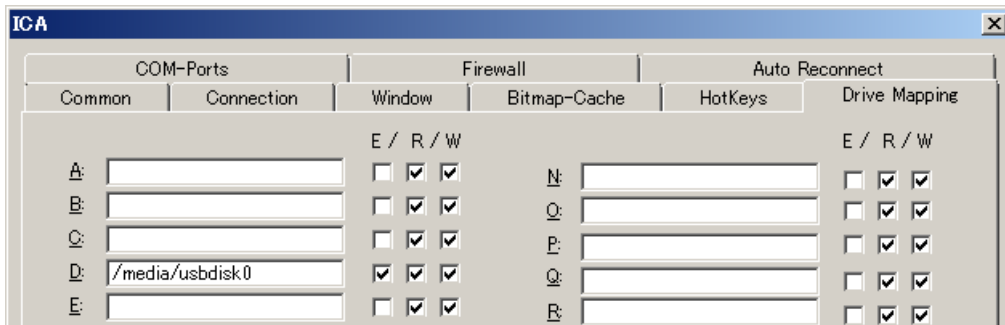 ICA
COM-Ports Firewall Auto Reconnect
Common Connection Window Bitmap-Cache HotKeys Drive Mapping
E / R / W E / R / W
A: N:
B: O:
C: P:
D: /media/usbdisk0 Q:
E: R: